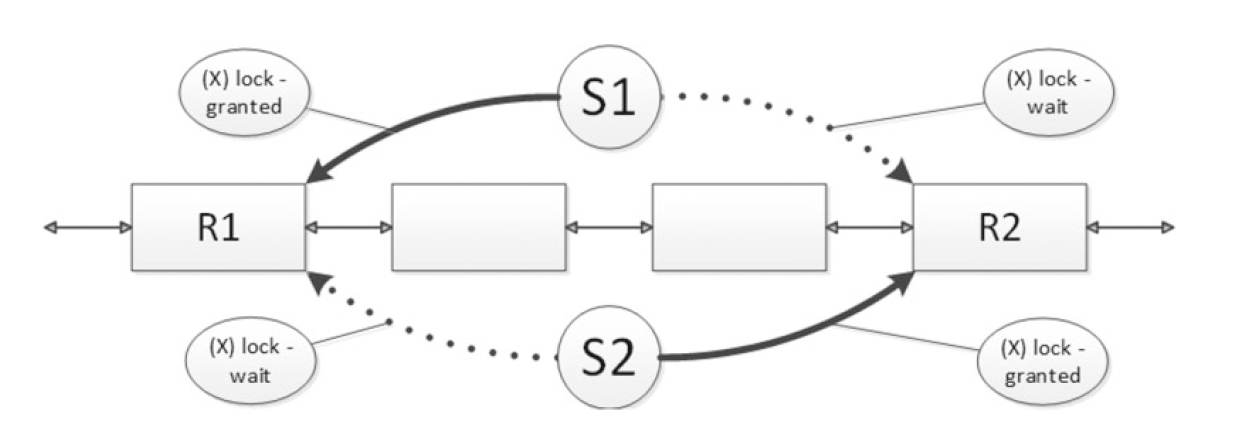 (X) lock -
granted
S1
(X) lock -
wait
R1
R2
(X) lock -
wait
S2
(X) lock -
granted